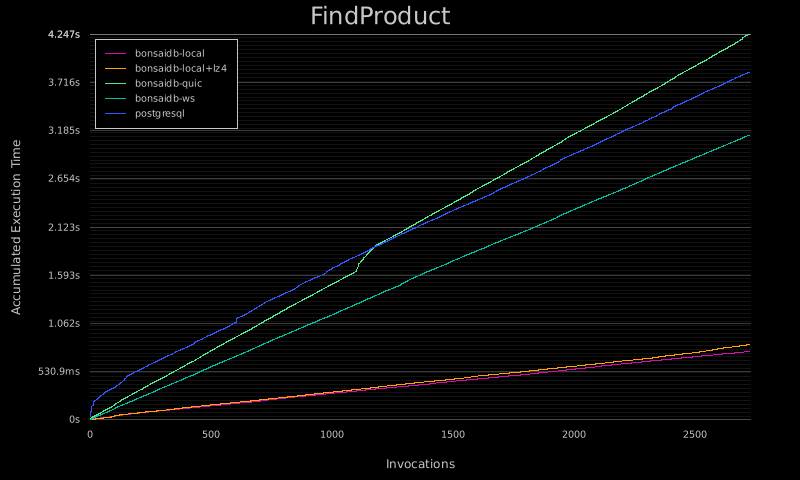 FindProduct
4.247s
3.716s
3.185s
2.654s
2.123s
1.593s
1.062s
530.9ms
0s
Accumulated Execution Time
bonsaidb-local
bonsaidb-local+lz4
bonsaidb-quic
bonsaidb-ws
postgresql
0 500 1000 1500 2000 2500
Invocations